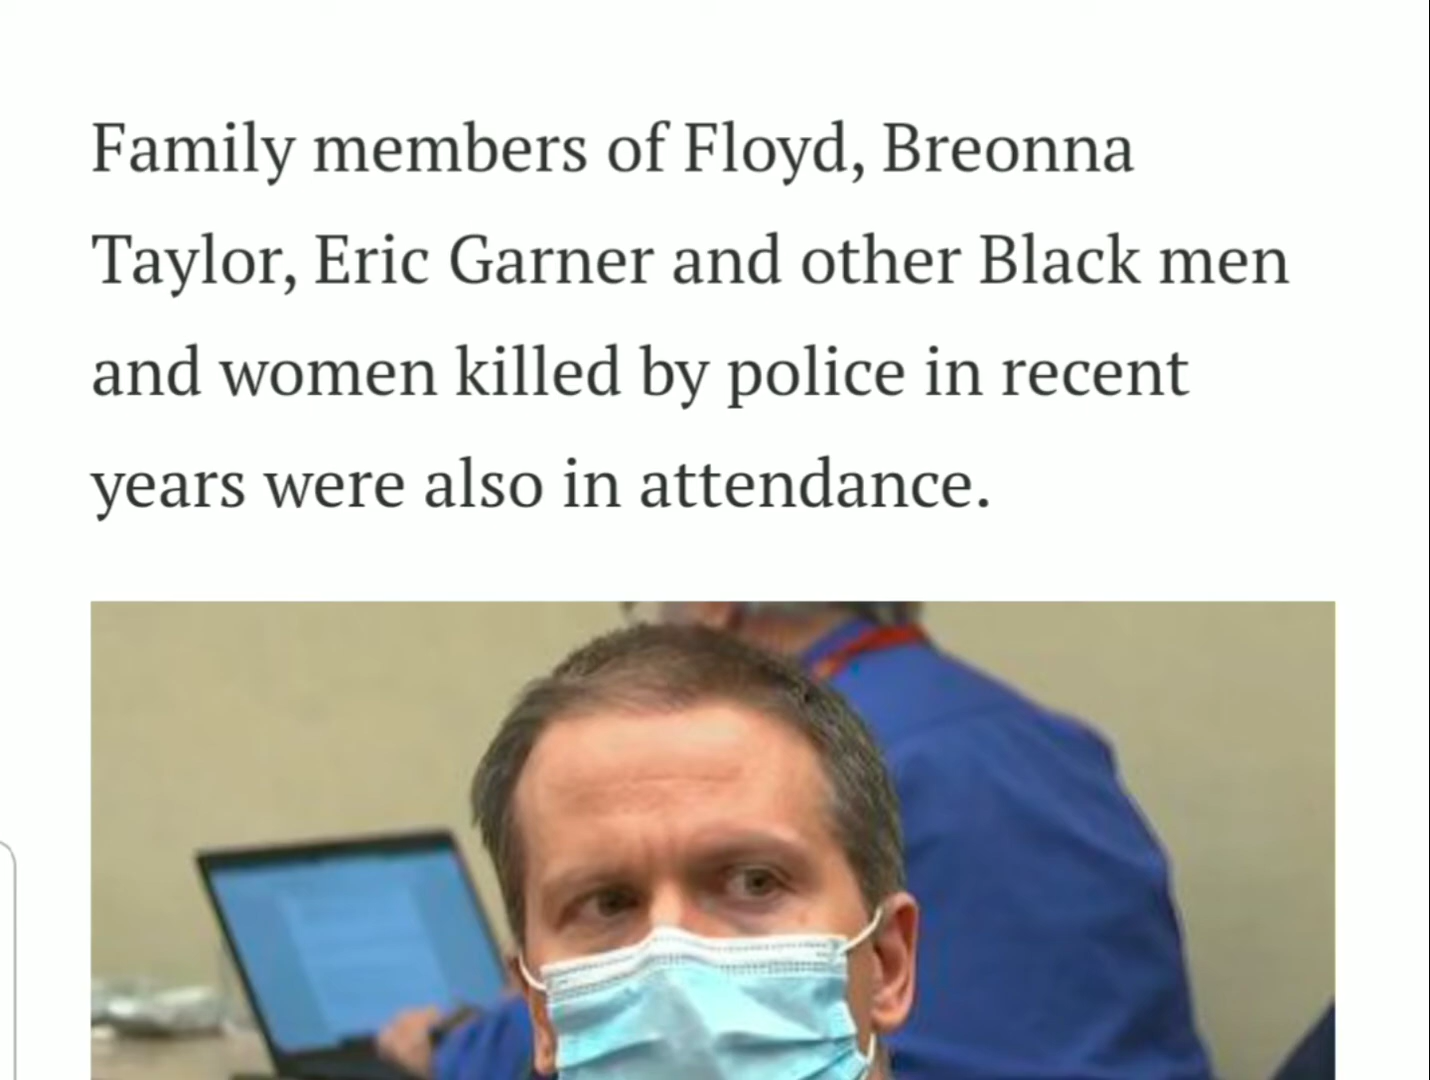 Family members of Floyd, Breonna
Taylor, Eric Garner and other Black men
and women killed by police in recent
years were also in attendance.